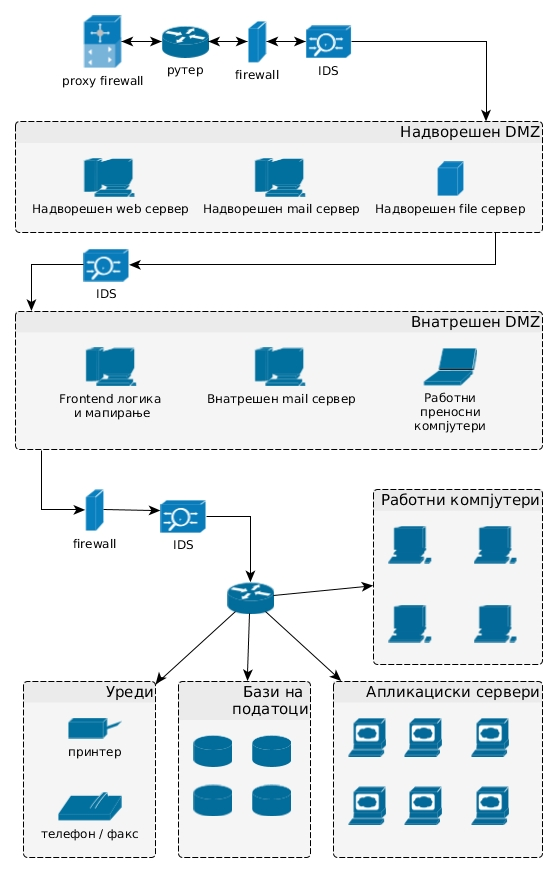 proxy firewall
рутер
firewall
IDS
Надворешен DMZ
Надворешен web сервер
Надворешен mail сервер
Надворешен file сервер
IDS
Внатрешен DMZ
Frontend логика
и мапирање
Внатрешен mail сервер
Работни
преносни
компјутери
firewall
IDS
Работни компјутери
Уреди
принтер
телефон / факс
Бази на
податоци
Апликациски сервери